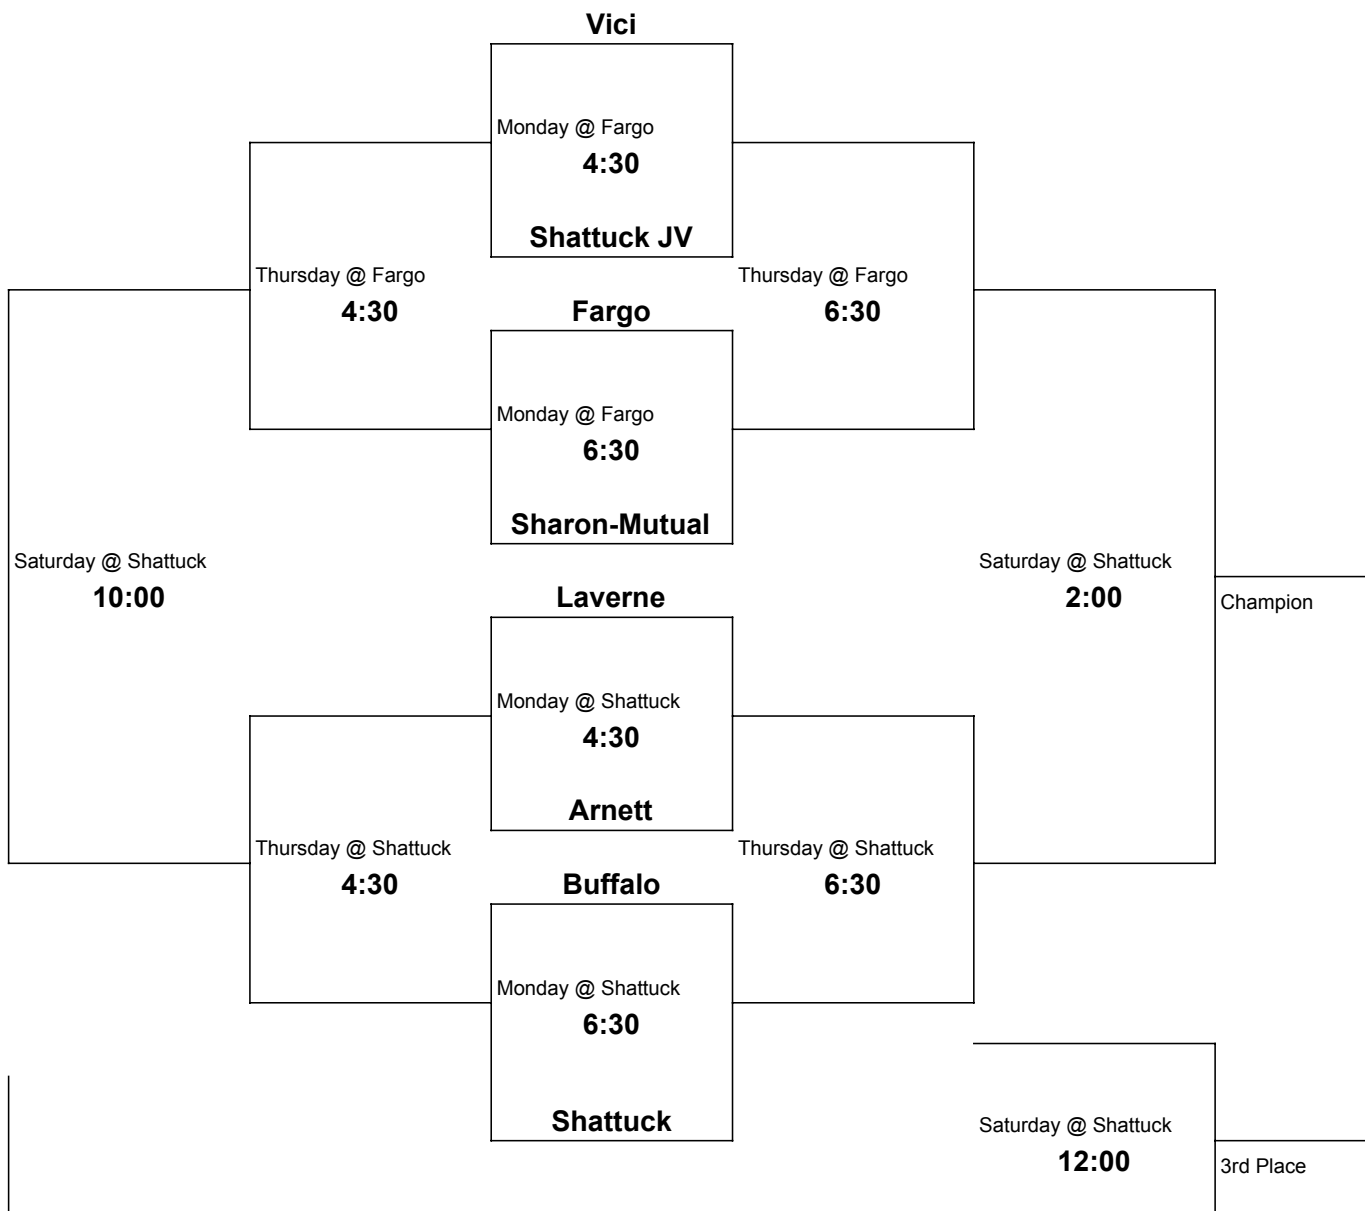 Vici
Monday @ Fargo
4:30
Shattuck JV
Thursday @ Fargo
4:30
Thursday @ Fargo
6:30
Fargo
Monday @ Fargo
6:30
Sharon-Mutual
Saturday @ Shattuck
10:00
Saturday @ Shattuck
2:00
Champion
Laverne
Monday @ Shattuck
4:30
Arnett
Thursday @ Shattuck
4:30
Thursday @ Shattuck
6:30
Buffalo
Monday @ Shattuck
6:30
Shattuck
Saturday @ Shattuck
12:00
3rd Place